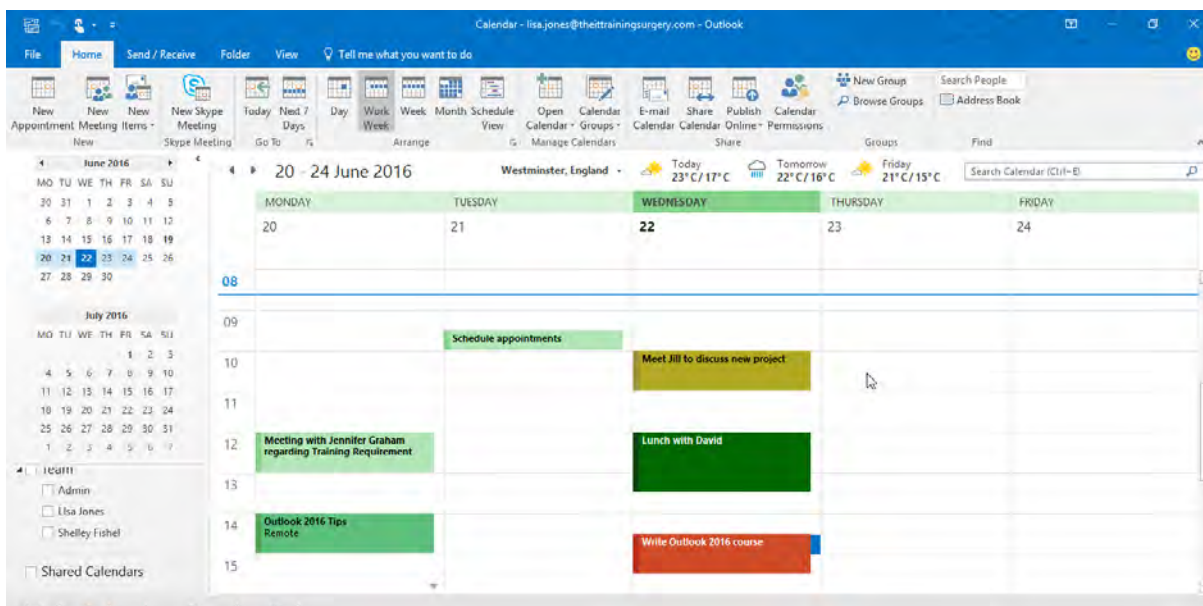 Calendar - lisa.jones@theittrainingsurgery.com - Outlook
File Home Send / Receive Folder View Tell me what you want to do
New Appointment
New Meeting
New Items
New Skype Meeting
Today
Next 7 Days
Day
Work Week
Week
Month
Schedule View
Open Calendar
Calendar Groups
E-mail Calendar
Share Calendar
Publish Online
Calendar Permissions
New Group
Browse Groups
Search People
Address Book
New Skype Meeting Go To Arrange Manage Calendars Share Groups Find
June 2016
MO TU WE TH FR SA SU
30 31 1 2 3 4 5
6 7 8 9 10 11 12
13 14 15 16 17 18 19
20 21 22 23 24 25 26
27 28 29 30
July 2016
MO TU WE TH FR SA SU
1 2 3
4 5 6 7 8 9 10
11 12 13 14 15 16 17
18 19 20 21 22 23 24
25 26 27 28 29 30 31
1 2 3 4 5 6 7
Team
Admin
Lisa Jones
Shelley Fishel
Shared Calendars
20 - 24 June 2016
Westminster, England
Today
23°C/17°C
Tomorrow
22°C/16°C
Friday
21°C/15°C
Search Calendar (Ctrl+E)
MONDAY TUESDAY WEDNESDAY THURSDAY FRIDAY
20 21 22 23 24
08
09
Schedule appointments
10
Meet Jill to discuss new project
11
12
Meeting with Jennifer Graham
regarding Training Requirement
Lunch with David
13
14
Outlook 2016 Tips
Remote
Write Outlook 2016 course
15